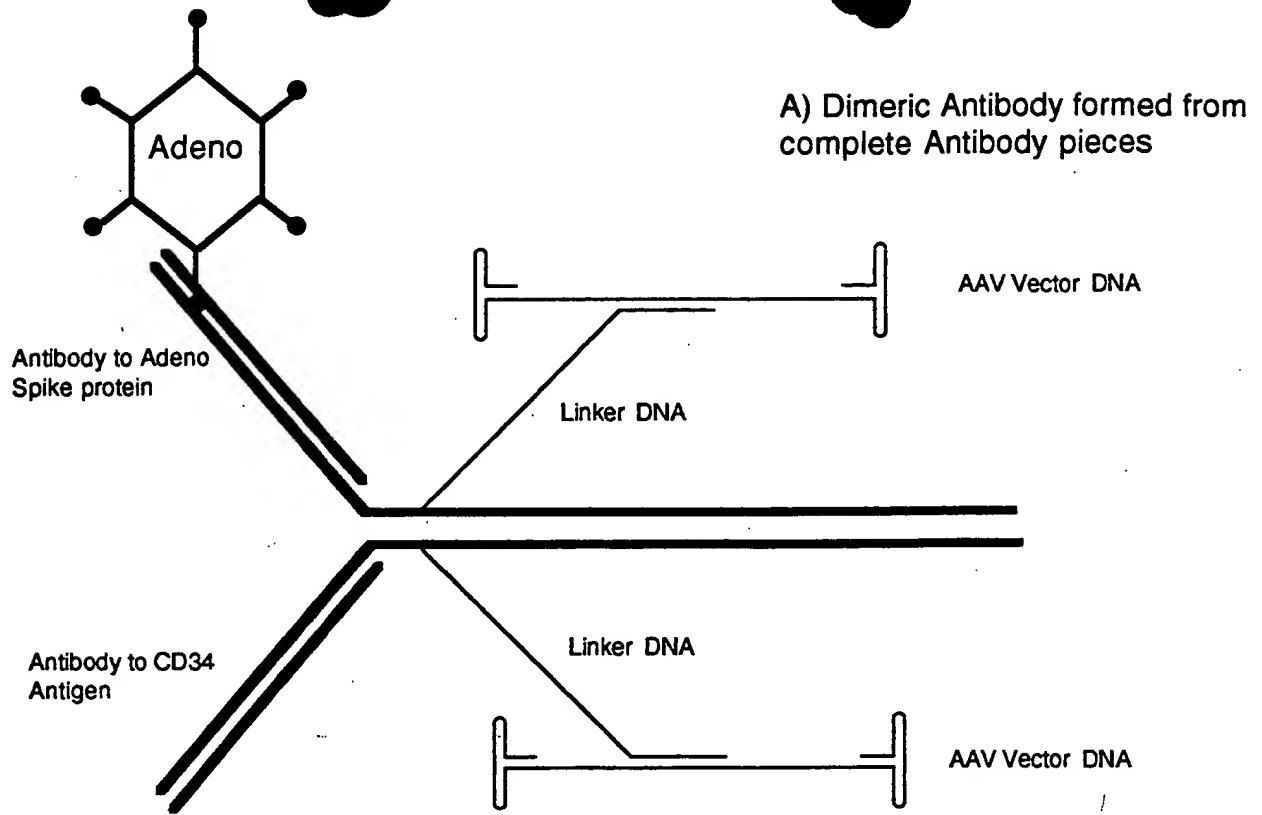 Adeno
A) Dimeric Antibody formed from
complete Antibody pieces
AAV Vector DNA
Antibody to Adeno
Spike protein
Linker DNA
Linker DNA
Antibody to CD34
Antigen
AAV Vector DNA